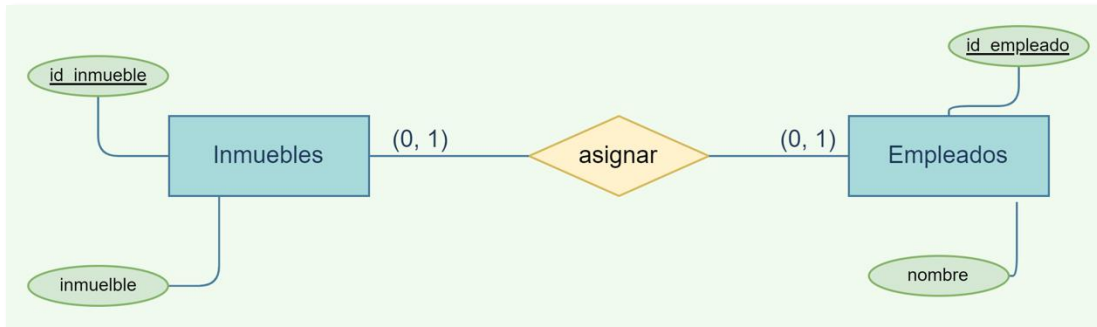 id_empleado
id_inmueble
Inmuebles
(0, 1)
asignar
(0, 1)
Empleados
inmuelble
nombre